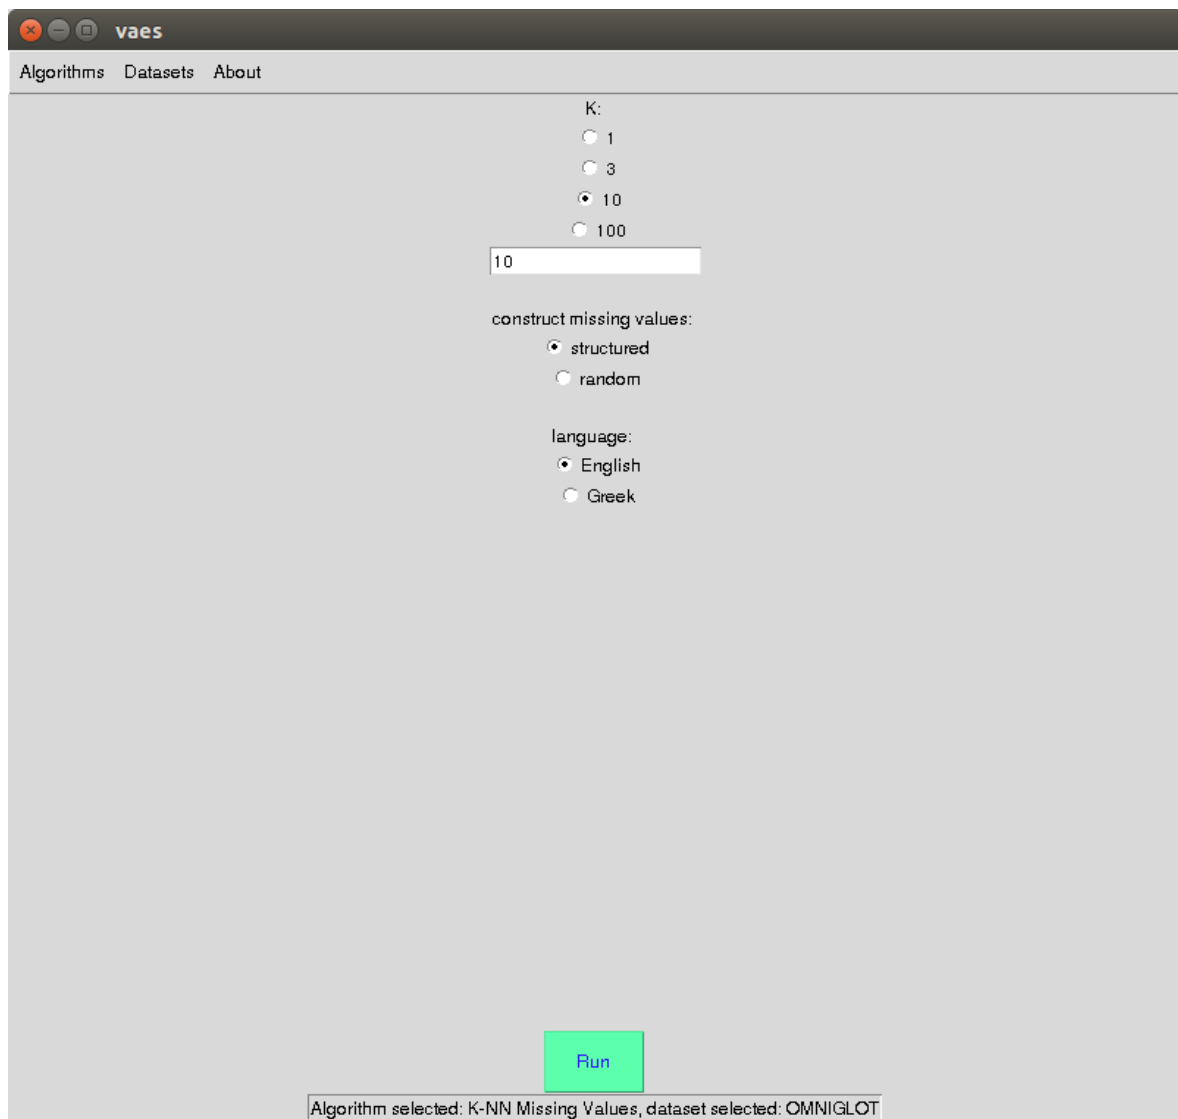 vaes
Algorithms Datasets About
K:
1
3
10
100
10
construct missing values:
structured
random
language:
English
Greek
Run
Algorithm selected: K-NN Missing Values, dataset selected: OMNIGLOT